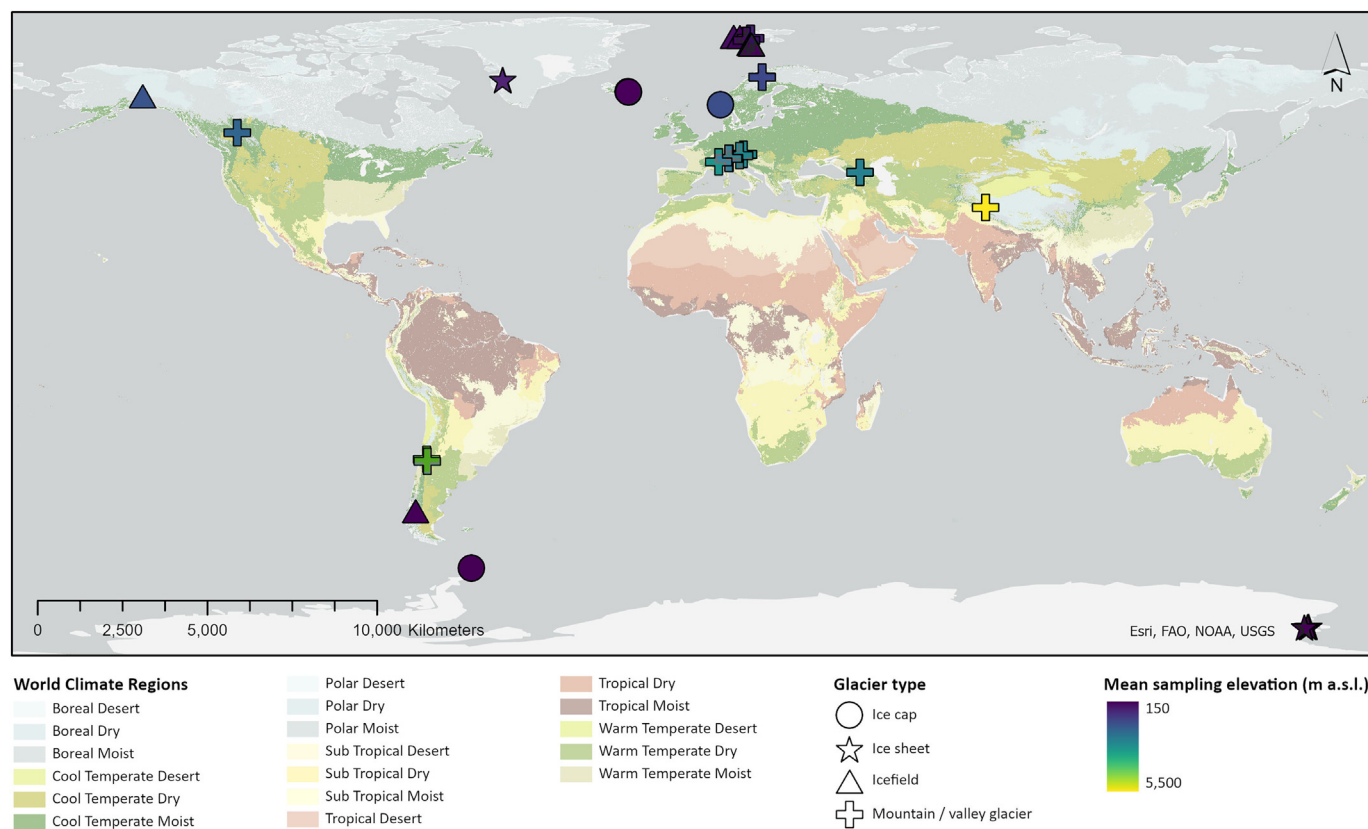 N
0 2,500 5,000 10,000 Kilometers
Esri, FAO, NOAA, USGS
World Climate Regions
Boreal Desert
Boreal Dry
Boreal Moist
Cool Temperate Desert
Cool Temperate Dry
Cool Temperate Moist
Polar Desert
Polar Dry
Polar Moist
Sub Tropical Desert
Sub Tropical Dry
Sub Tropical Moist
Tropical Desert
Tropical Dry
Tropical Moist
Warm Temperate Desert
Warm Temperate Dry
Warm Temperate Moist
Glacier type
Ice cap
Ice sheet
Icefield
Mountain / valley glacier
Mean sampling elevation (m a.s.l.)
150
5,500